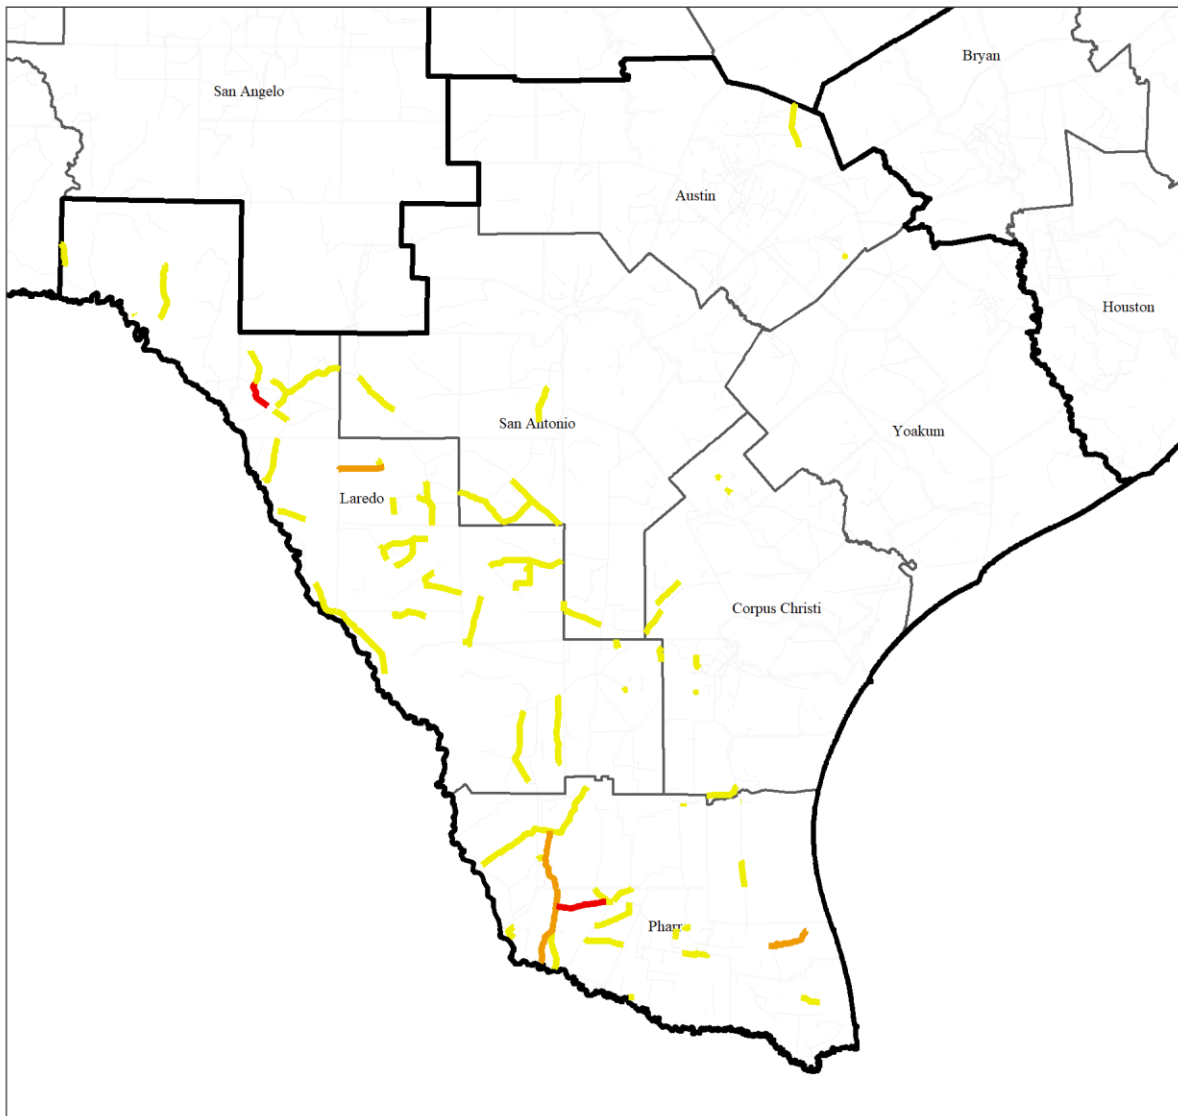 Bryan
San Angelo
Austin
Houston
San Antonio
Yoakum
Laredo
Corpus Christi
Pharr